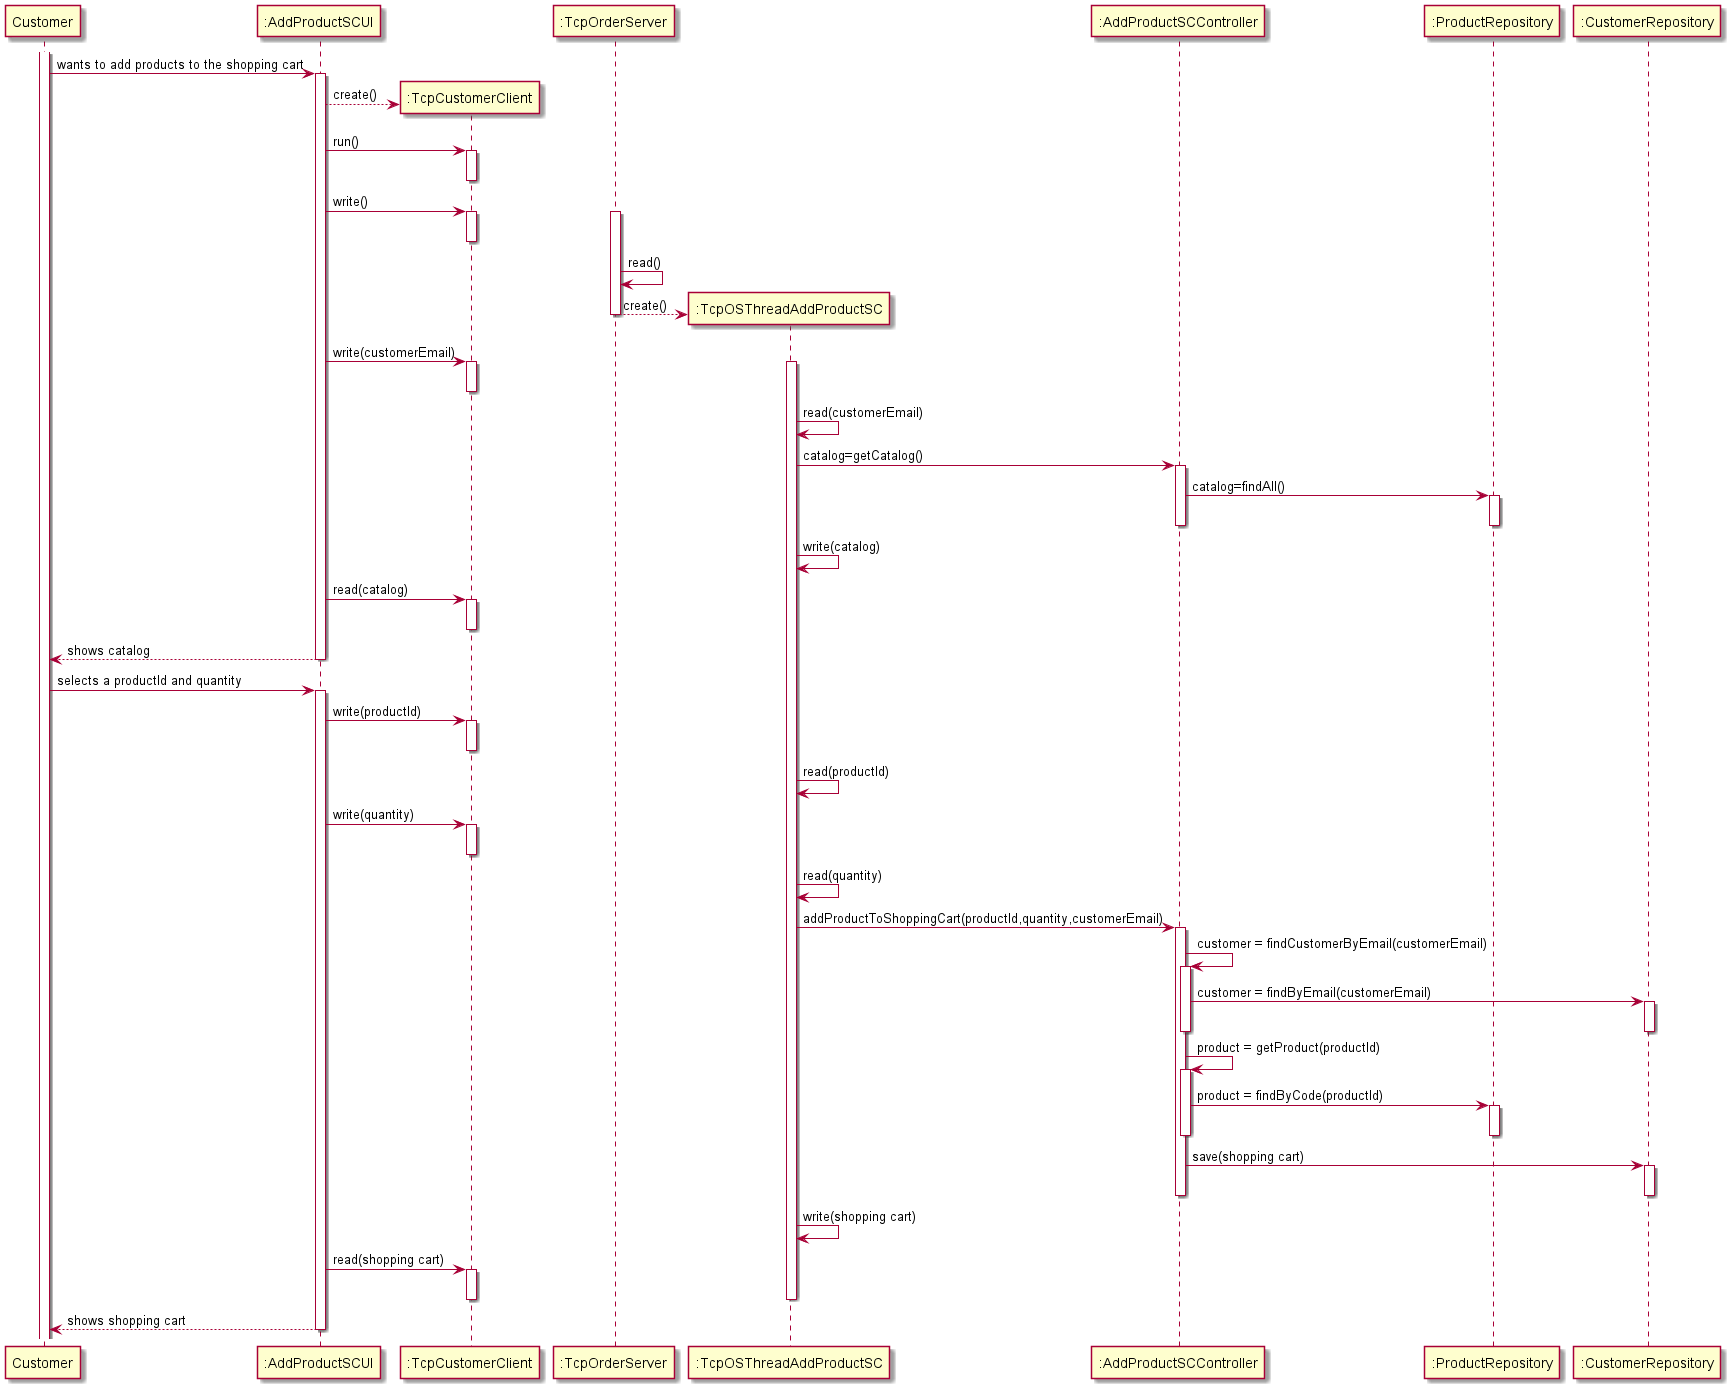 Customer
:AddProductSCUI
:TcpOrderServer
:AddProductSCController
:ProductRepository
:CustomerRepository
wants to add products to the shopping cart
create()
:TcpCustomerClient
run()
write()
read()
create()
:TcpOSThreadAddProductSC
write(customerEmail)
read(customerEmail)
catalog=getCatalog()
catalog=findAll()
write(catalog)
read(catalog)
shows catalog
selects a productId and quantity
write(productId)
read(productId)
write(quantity)
read(quantity)
addProductToShoppingCart(productId,quantity,customerEmail)
customer = findCustomerByEmail(customerEmail)
customer = findByEmail(customerEmail)
product = getProduct(productId)
product = findByCode(productId)
save(shopping cart)
write(shopping cart)
read(shopping cart)
shows shopping cart
Customer
:AddProductSCUI
:TcpCustomerClient
:TcpOrderServer
:TcpOSThreadAddProductSC
:AddProductSCController
:ProductRepository
:CustomerRepository